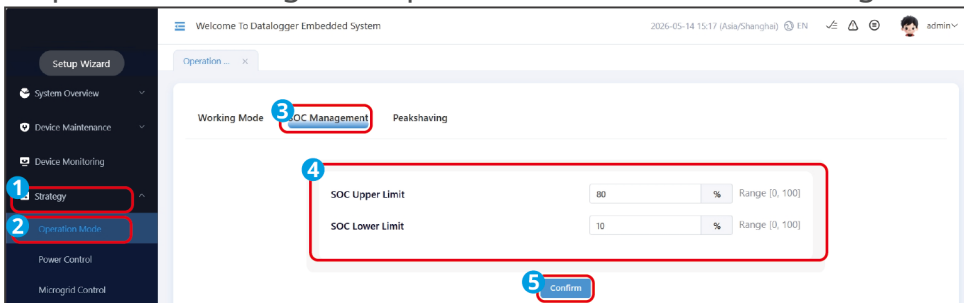 Welcome To Datalogger Embedded System
2026-05-14 15:17 (Asia/Shanghai) EN
admin
Setup Wizard
Operation ... ×
System Overview
Working Mode
3
SOC Management
Peakshaving
Device Maintenance
Device Monitoring
4
1
Strategy
SOC Upper Limit 80 % Range [0, 100]
2
Operation Mode
SOC Lower Limit 10 % Range [0, 100]
Power Control
5
Confirm
Microgrid Control